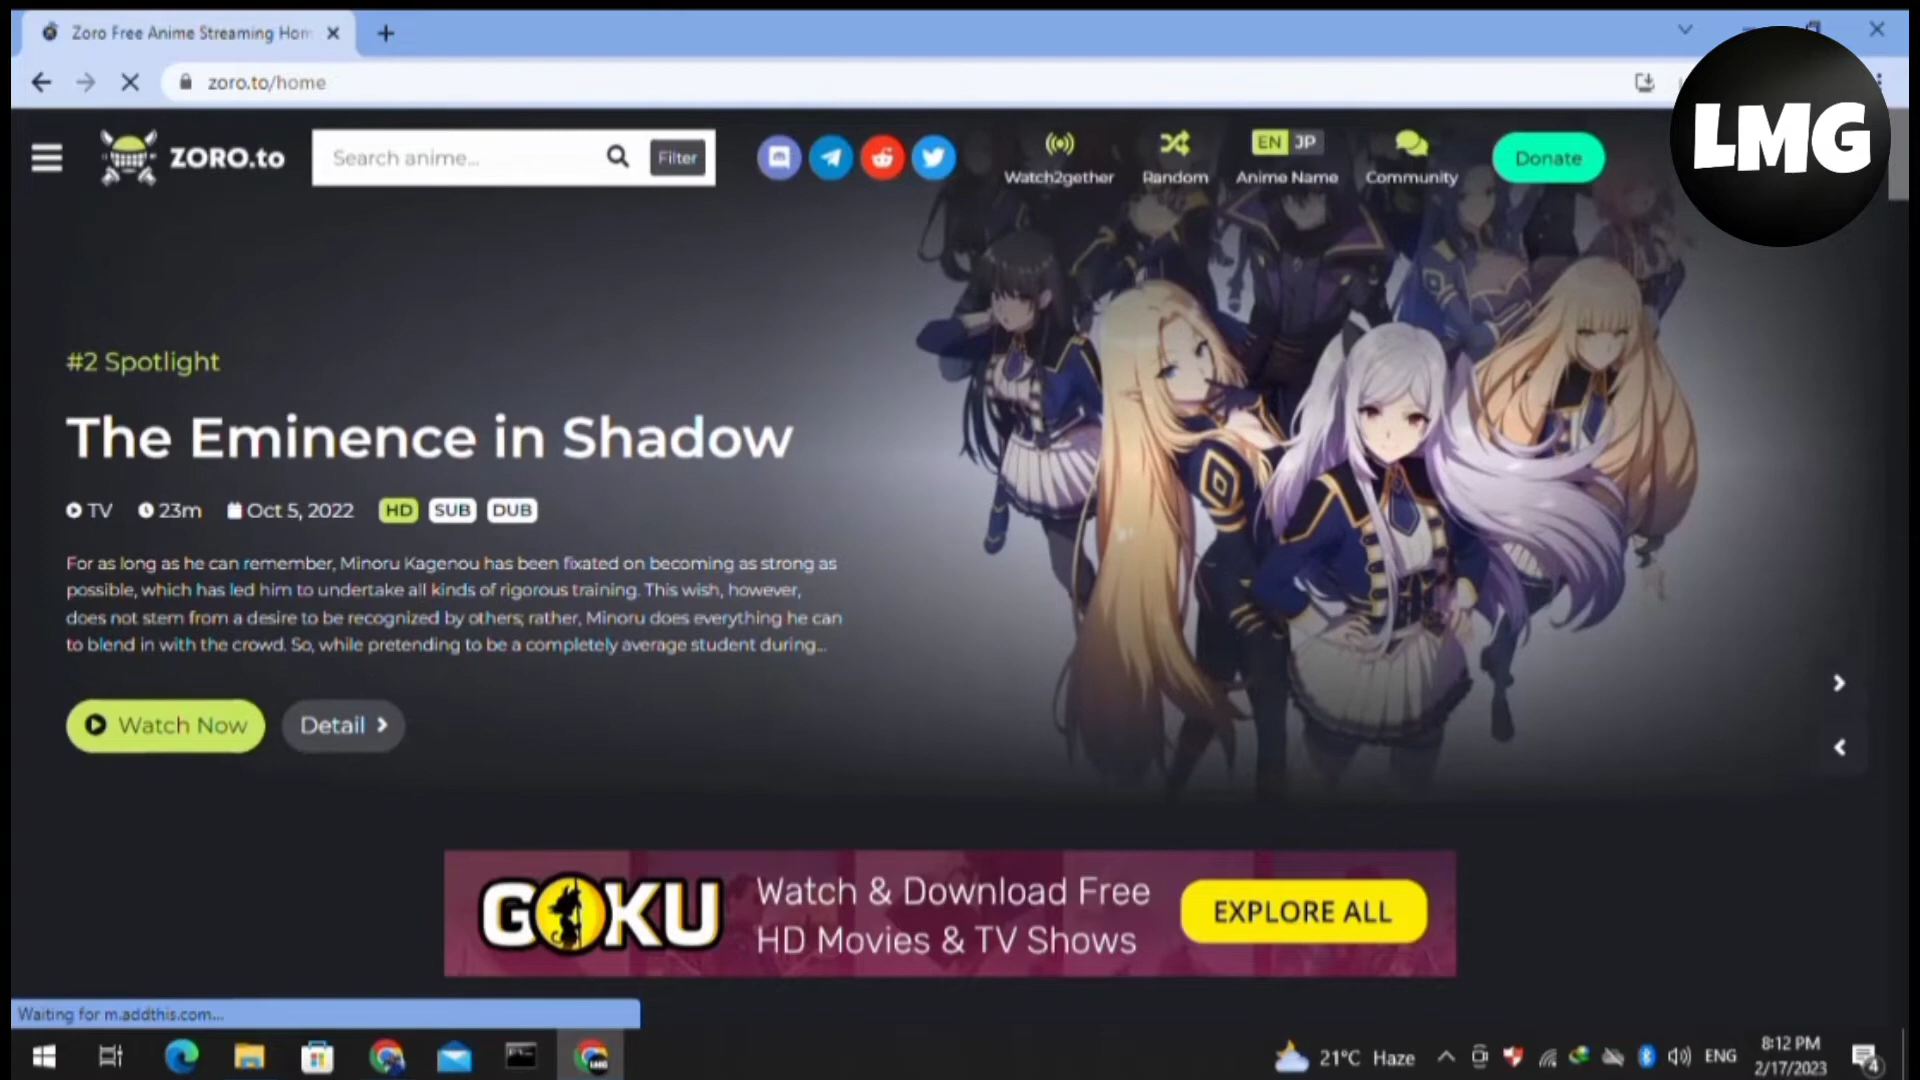 Zoro Free Anime Streaming Hom
zoro.to/home
LMG
ZORO.to
Search anime...
Filter
Watch2gether
Random
EN JP
Anime Name
Community
Donate
#2 Spotlight
The Eminence in Shadow
TV 23m Oct 5, 2022 HD SUB DUB
For as long as he can remember, Minoru Kagenou has been fixated on becoming as strong as
possible, which has led him to undertake all kinds of rigorous training. This wish, however,
does not stem from a desire to be recognized by others; rather, Minoru does everything he can
to blend in with the crowd. So, while pretending to be a completely average student during...
Watch Now
Detail
GOKU
Watch & Download Free
HD Movies & TV Shows
EXPLORE ALL
Waiting for m.addthis.com...
21°C Haze
ENG
8:12 PM
2/17/2023
4